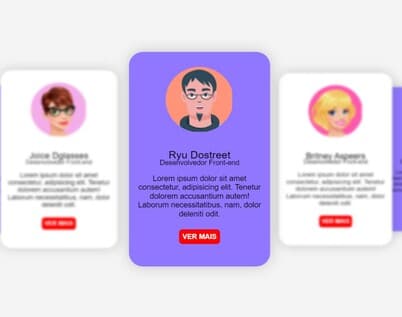 Joice Dglasses
Desenvolvedor Front-end
Lorem ipsum dolor sit amet
consectetur, adipisicing elit. Tenetur
dolorem accusantium autem!
Laborum necessitatibus, nam, dolor
deleniti odit.
VER MAIS
Ryu Dostreet
Desenvolvedor Front-end
Lorem ipsum dolor sit amet
consectetur, adipisicing elit. Tenetur
dolorem accusantium autem!
Laborum necessitatibus, nam, dolor
deleniti odit.
VER MAIS
Britney Aspeers
Desenvolvedor Front-end
Lorem ipsum dolor sit amet
consectetur, adipisicing elit. Tenetur
dolorem accusantium autem!
Laborum necessitatibus, nam, dolor
deleniti odit.
VER MAIS